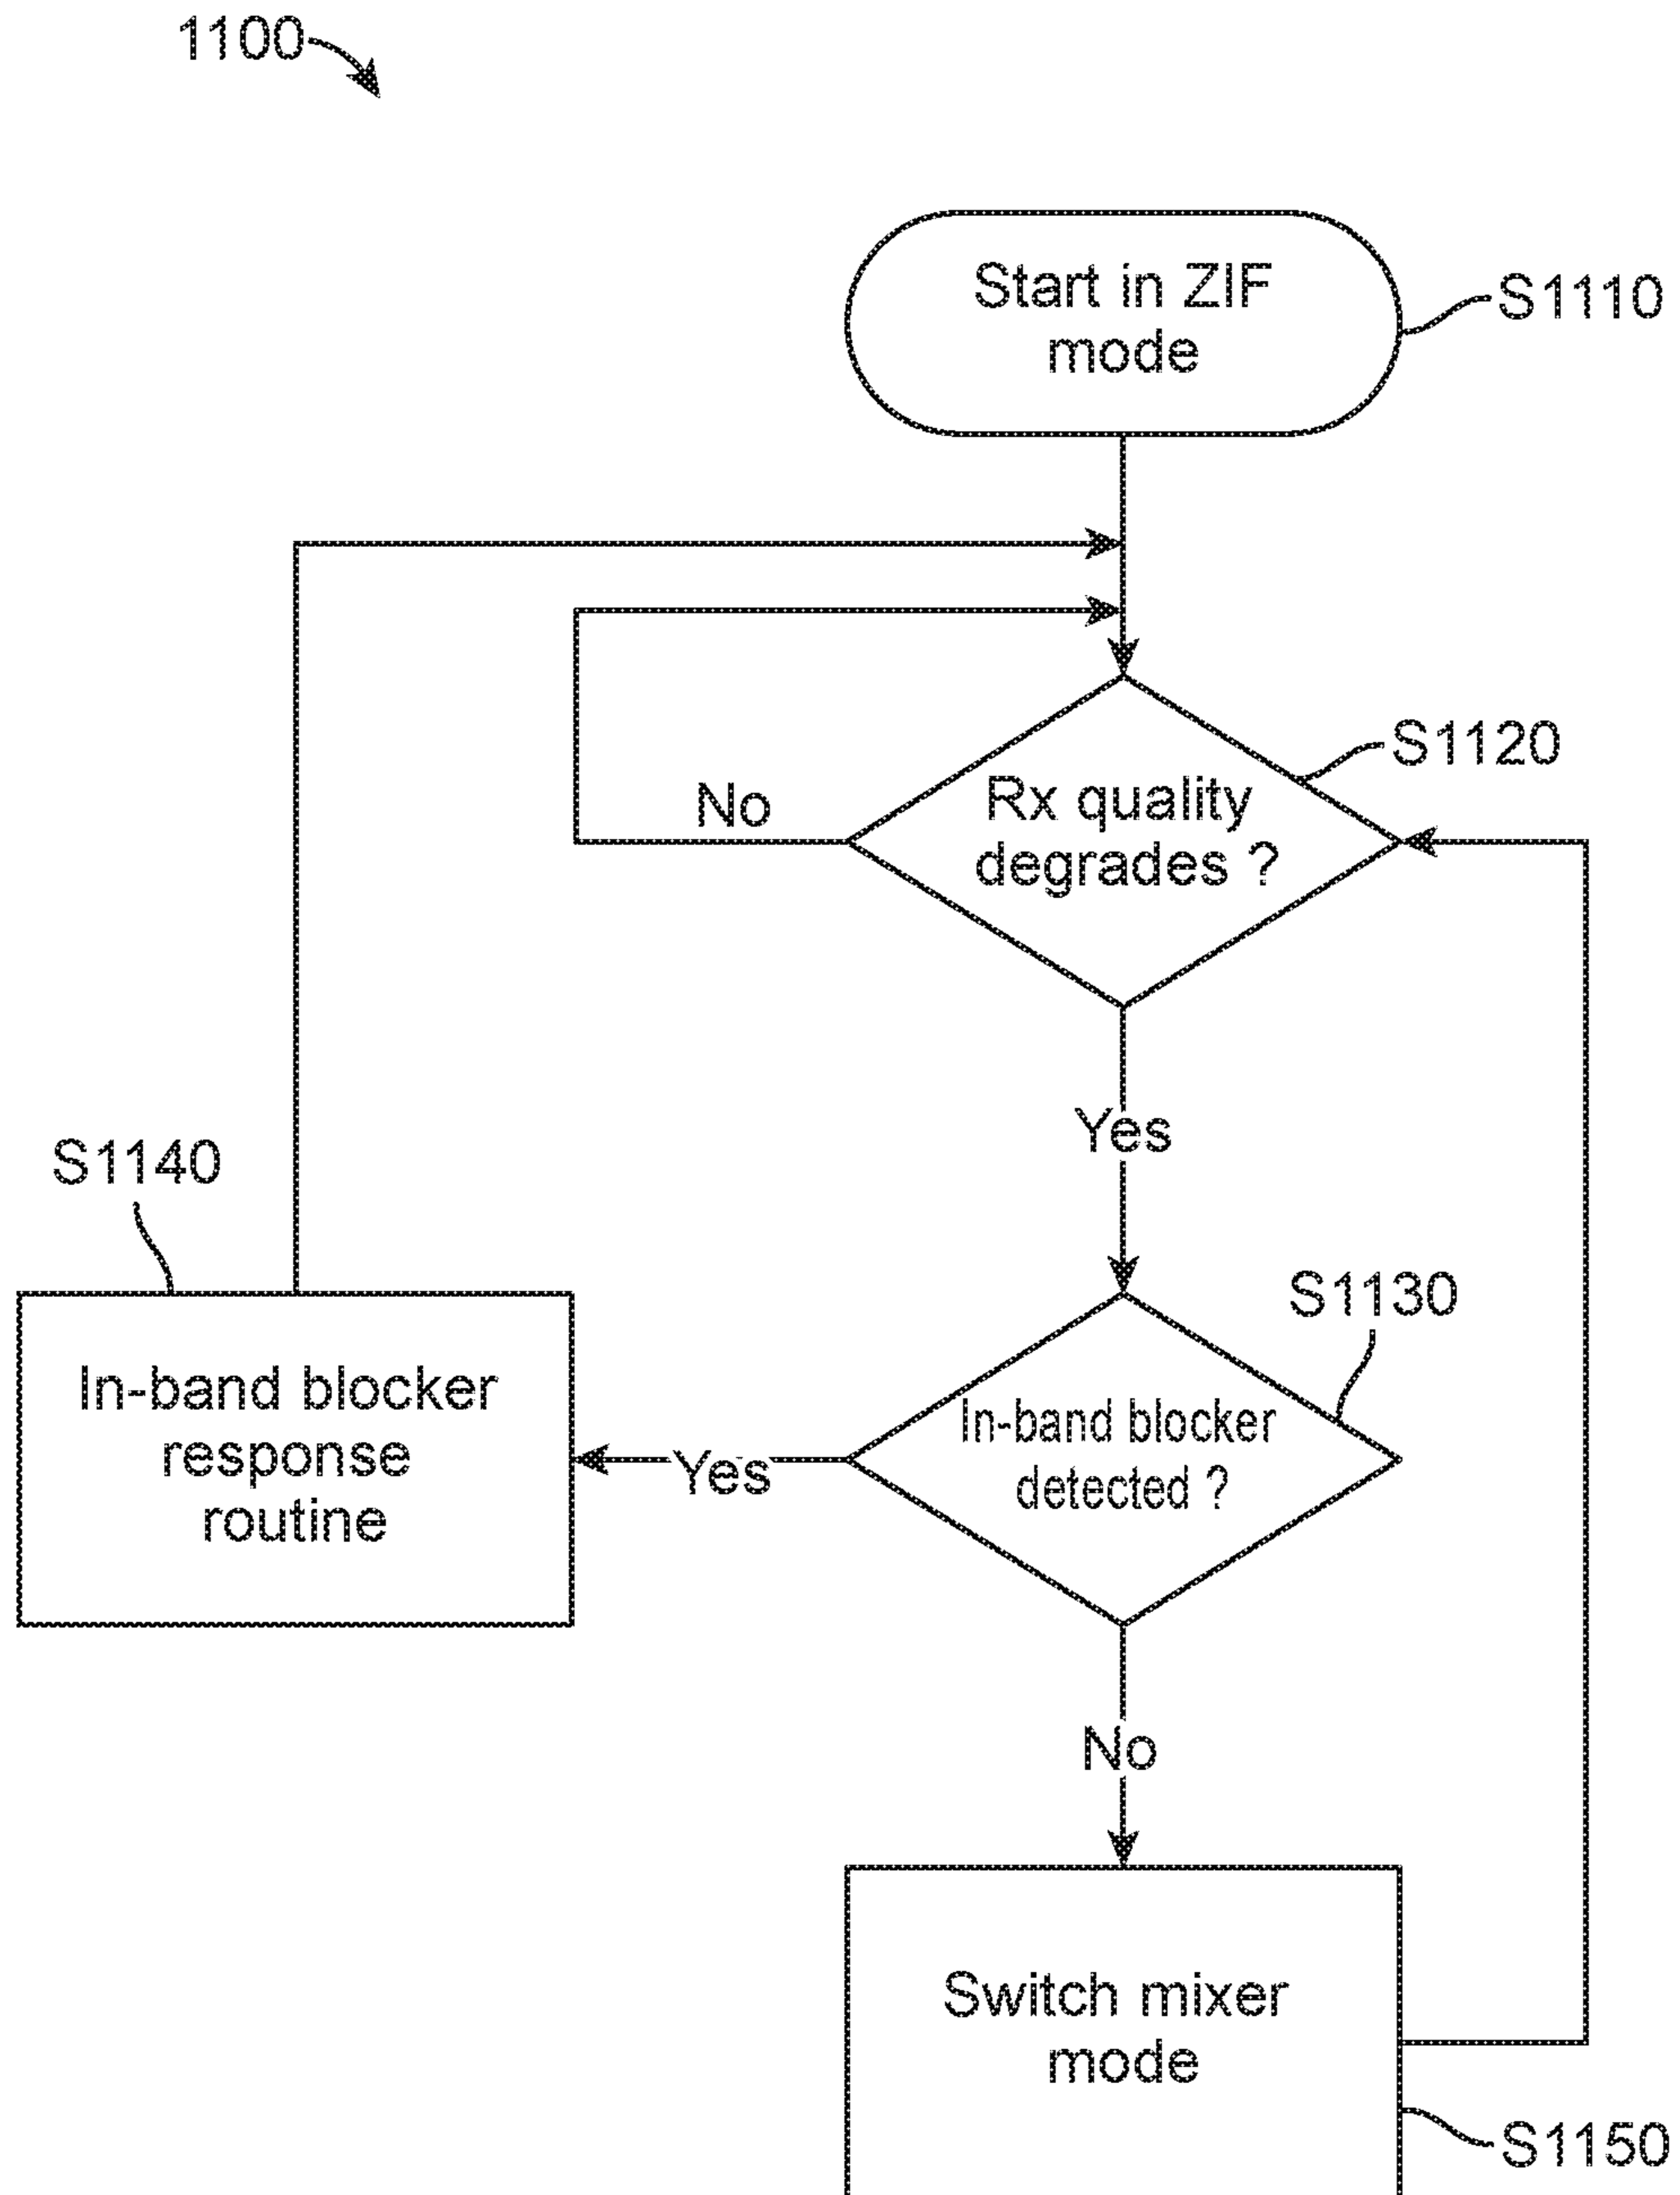 1100
Start in ZIF
mode
S1110
S1120
Rx quality
degrades ?
No
Yes
S1140
S1130
In-band blocker
response
routine
Yes
In-band blocker
detected ?
No
Switch mixer
mode
S1150